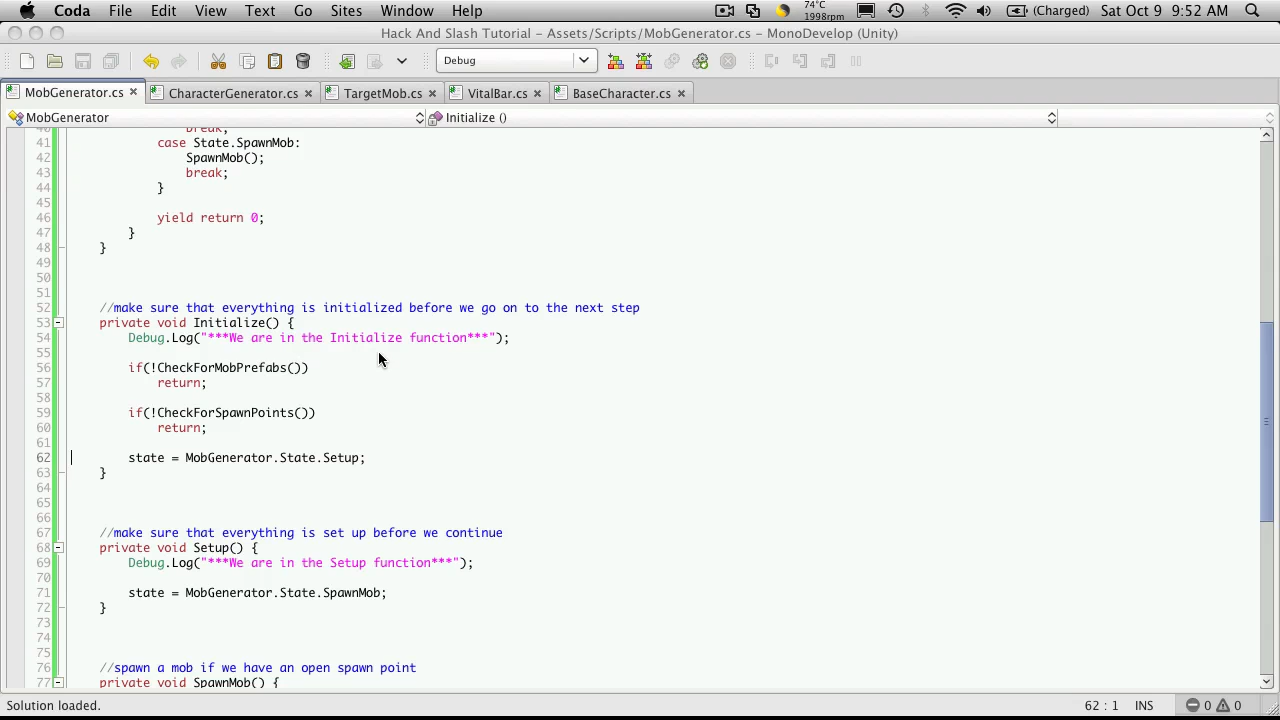 Coda File Edit View Text Go Sites Window Help 74°C 1998rpm (Charged) Sat Oct 9 9:52 AM
Hack And Slash Tutorial - Assets/Scripts/MobGenerator.cs - MonoDevelop (Unity)
Debug
MobGenerator.cs × CharacterGenerator.cs × TargetMob.cs × VitalBar.cs × BaseCharacter.cs ×
MobGenerator Initialize ()
40 break;
41 case State.SpawnMob:
42 SpawnMob();
43 break;
44 }
45
46 yield return 0;
47 }
48 }
49
50
51
52 //make sure that everything is initialized before we go on to the next step
53 private void Initialize() {
54 Debug.Log("***We are in the Initialize function***");
55
56 if(!CheckForMobPrefabs())
57 return;
58
59 if(!CheckForSpawnPoints())
60 return;
61
62 state = MobGenerator.State.Setup;
63 }
64
65
66
67 //make sure that everything is set up before we continue
68 private void Setup() {
69 Debug.Log("***We are in the Setup function***");
70
71 state = MobGenerator.State.SpawnMob;
72 }
73
74
75
76 //spawn a mob if we have an open spawn point
77 private void SpawnMob() {
Solution loaded. 62 : 1 INS 0 0